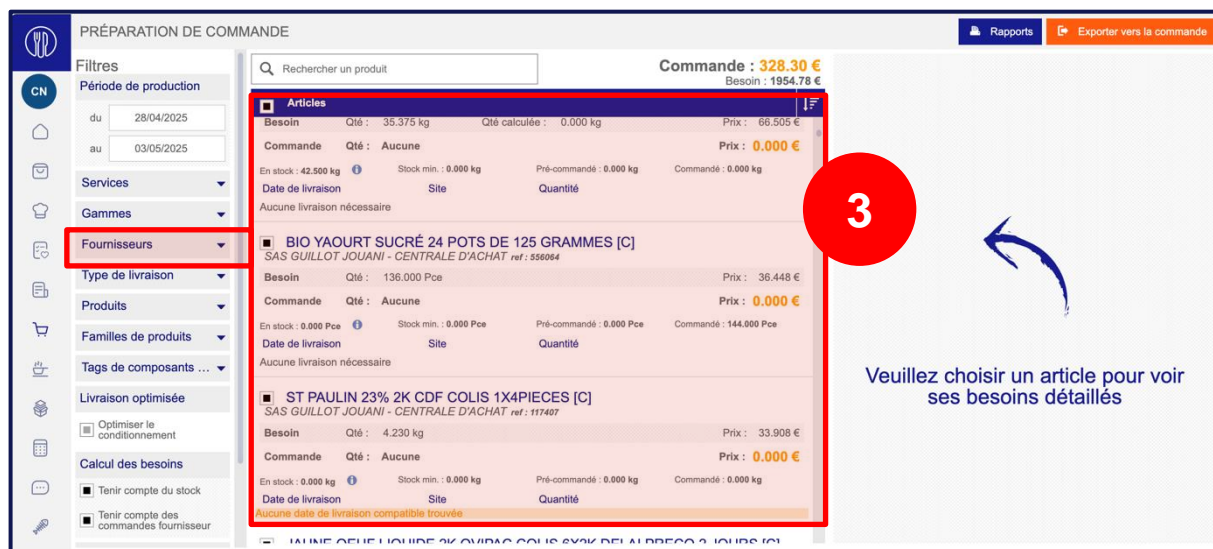 PRÉPARATION DE COMMANDE
Rapports
Exporter vers la commande
CN
Filtres
Période de production
du 28/04/2025
au 03/05/2025
Services
Gammes
Fournisseurs
Type de livraison
Produits
Familles de produits
Tags de composants ...
Livraison optimisée
Optimiser le
conditionnement
Calcul des besoins
Tenir compte du stock
Tenir compte des
commandes fournisseur
Rechercher un produit
Commande : 328.30 €
Besoin : 1954.78 €
Articles
Besoin Qté : 35.375 kg Qté calculée : 0.000 kg Prix : 66.505 €
Commande Qté : Aucune Prix : 0.000 €
En stock : 42.500 kg Stock min. : 0.000 kg Pré-commandé : 0.000 kg Commandé : 0.000 kg
Date de livraison Site Quantité
Aucune livraison nécessaire
BIO YAOURT SUCRÉ 24 POTS DE 125 GRAMMES [C]
SAS GUILLOT JOUANI - CENTRALE D'ACHAT ref : 556064
Besoin Qté : 136.000 Pce Prix : 36.448 €
Commande Qté : Aucune Prix : 0.000 €
En stock : 0.000 Pce Stock min. : 0.000 Pce Pré-commandé : 0.000 Pce Commandé : 144.000 Pce
Date de livraison Site Quantité
Aucune livraison nécessaire
ST PAULIN 23% 2K CDF COLIS 1X4PIECES [C]
SAS GUILLOT JOUANI - CENTRALE D'ACHAT ref : 117407
Besoin Qté : 4.230 kg Prix : 33.908 €
Commande Qté : Aucune Prix : 0.000 €
En stock : 0.000 kg Stock min. : 0.000 kg Pré-commandé : 0.000 kg Commandé : 0.000 kg
Date de livraison Site Quantité
Aucune date de livraison compatible trouvée
JAUNE OEUF LIQUIDE 2K OVIPAC COLIS 6X2K DELAI PRECO 2 JOURS [C]
3
Veuillez choisir un article pour voir
ses besoins détaillés